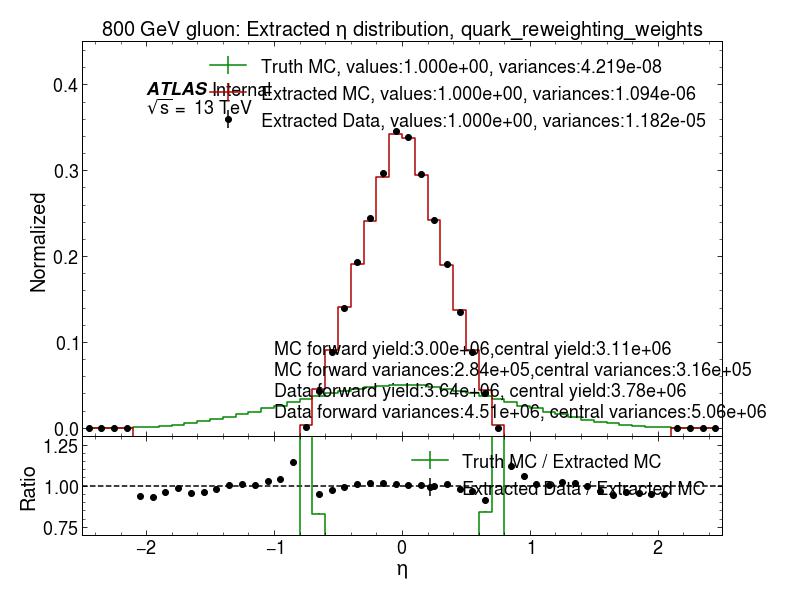 800 GeV gluon: Extracted η distribution, quark_reweighting_weights
Truth MC, values:1.000e+00, variances:4.219e-08
ATLAS Internal
Extracted MC, values:1.000e+00, variances:1.094e-06
√s = 13 TeV
Extracted Data, values:1.000e+00, variances:1.182e-05
0.4
0.3
0.2
0.1
0.0
Normalized
MC forward yield:3.00e+06,central yield:3.11e+06
MC forward variances:2.84e+05,central variances:3.16e+05
Data forward yield:3.64e+06, central yield:3.78e+06
Data forward variances:4.51e+06, central variances:5.06e+06
1.25
1.00
0.75
Ratio
Truth MC / Extracted MC
Extracted Data / Extracted MC
−2 −1 0 1 2
η